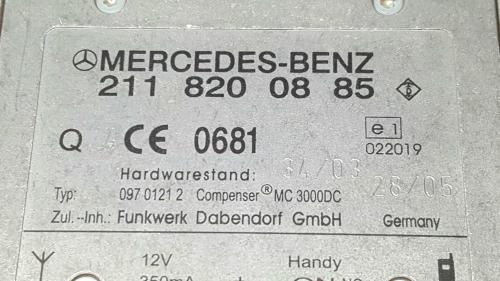 MERCEDES-BENZ
211 820 08 85
Q CE 0681 e1
022019
Hardwarestand: 34/03
Typ: 097 0121 2 Compenser® MC 3000DC 28/05
Zul.-Inh.: Funkwerk Dabendorf GmbH Germany
12V Handy
350mA +